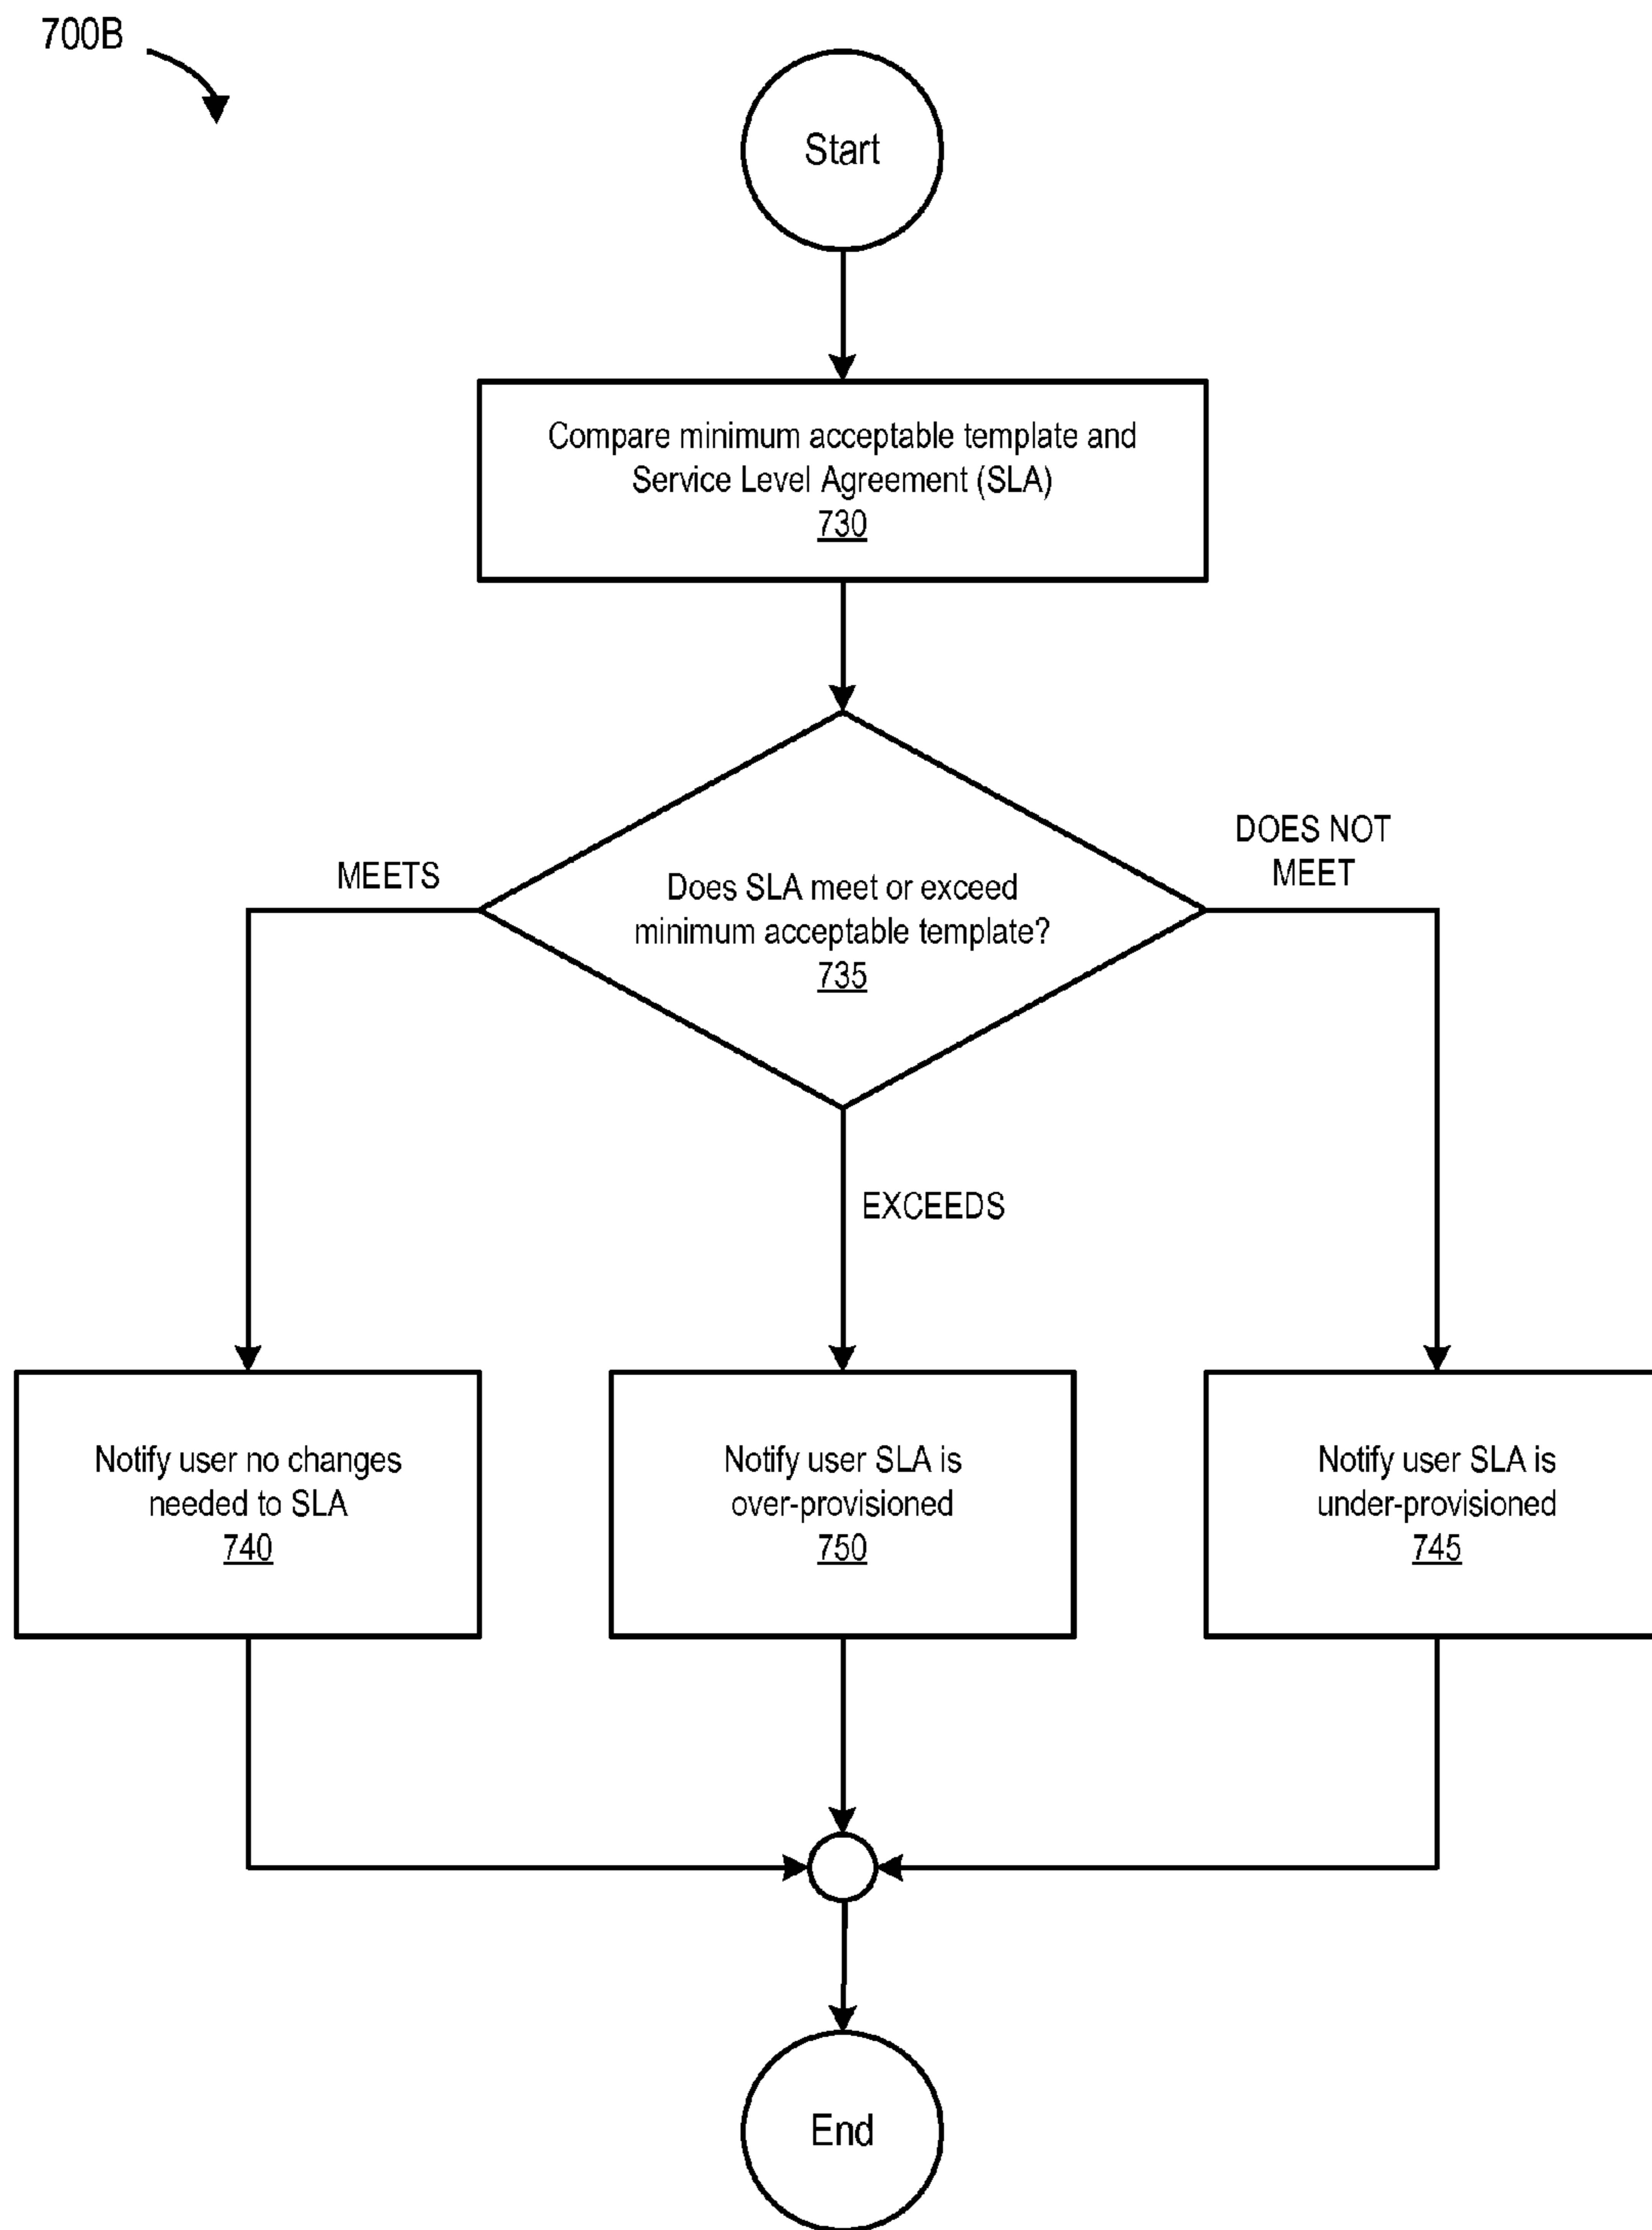 700B
Start
Compare minimum acceptable template and
Service Level Agreement (SLA)
730
MEETS
Does SLA meet or exceed
minimum acceptable template?
735
DOES NOT
MEET
EXCEEDS
Notify user no changes
needed to SLA
740
Notify user SLA is
over-provisioned
750
Notify user SLA is
under-provisioned
745
End